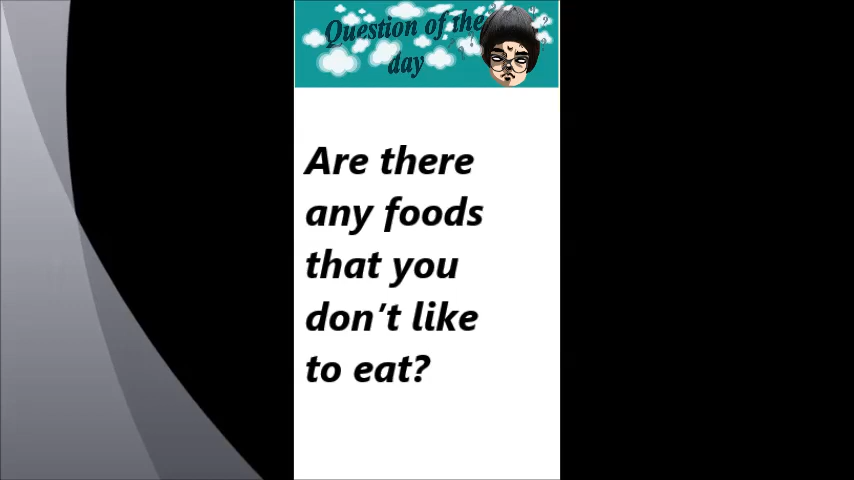 Question of the
day
Are there
any foods
that you
don't like
to eat?